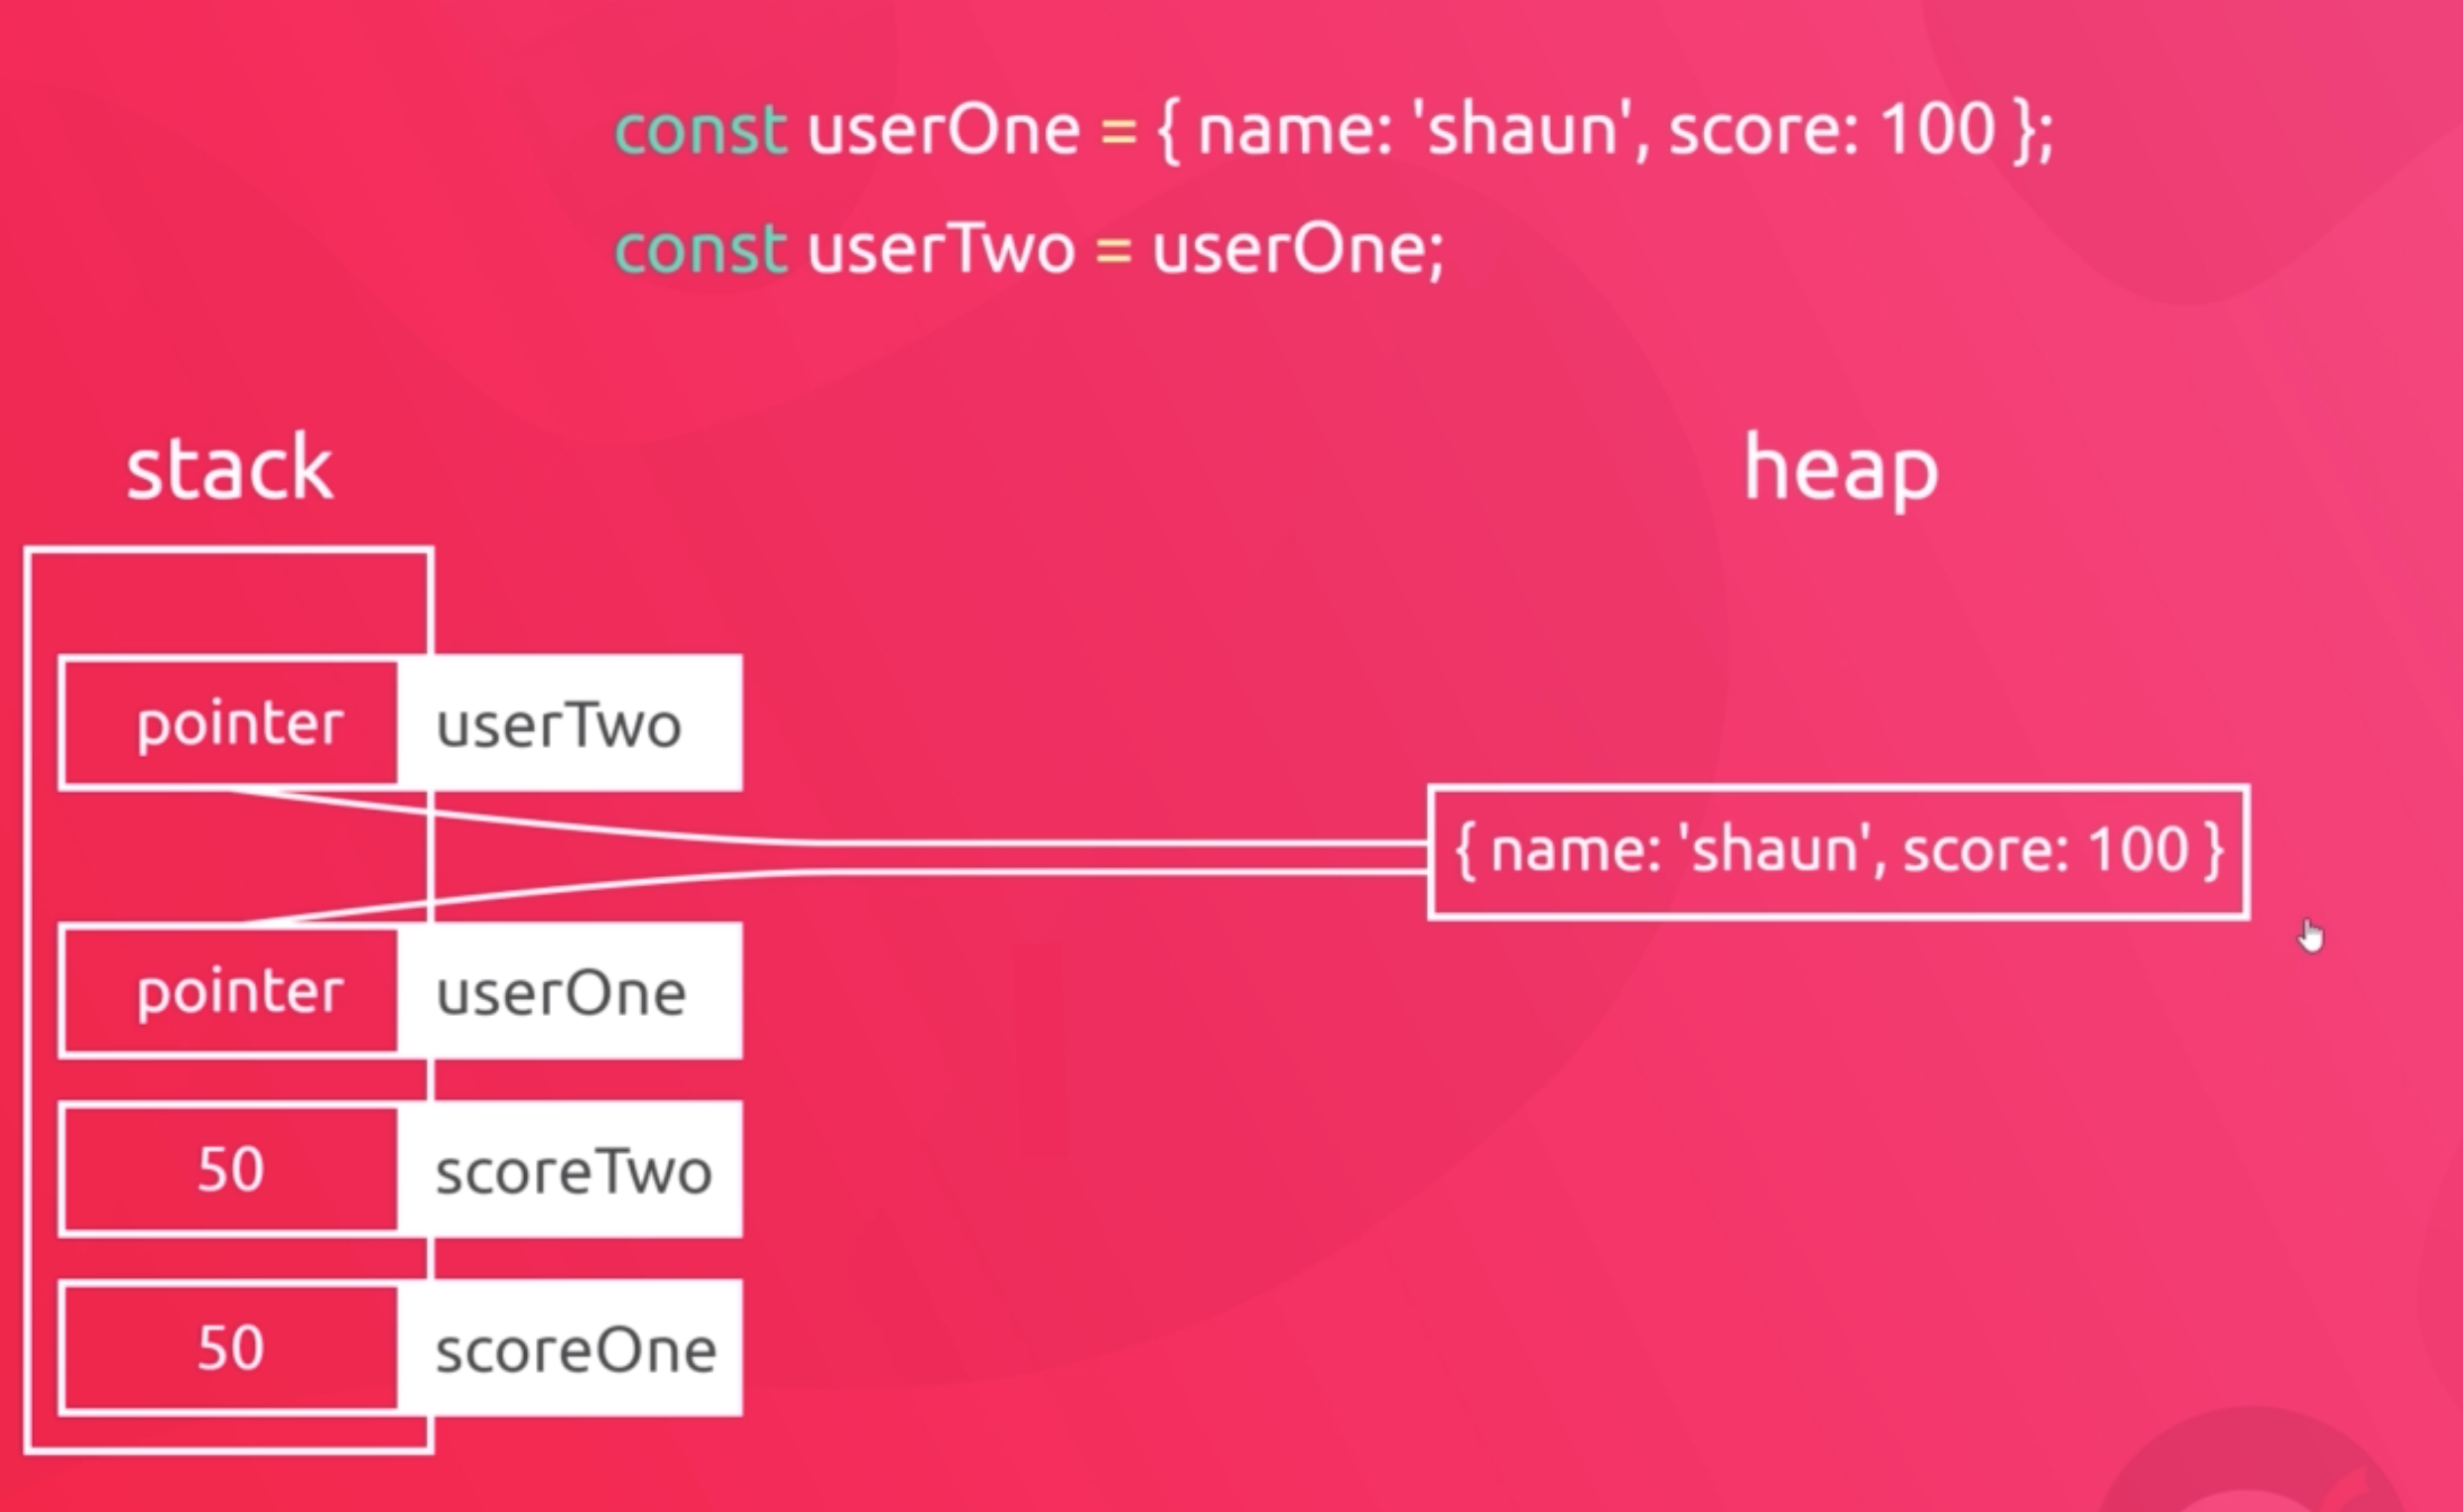 const userOne = { name: 'shaun', score: 100 };
const userTwo = userOne;
stack
heap
pointer userTwo
{ name: 'shaun', score: 100 }
pointer userOne
50 scoreTwo
50 scoreOne